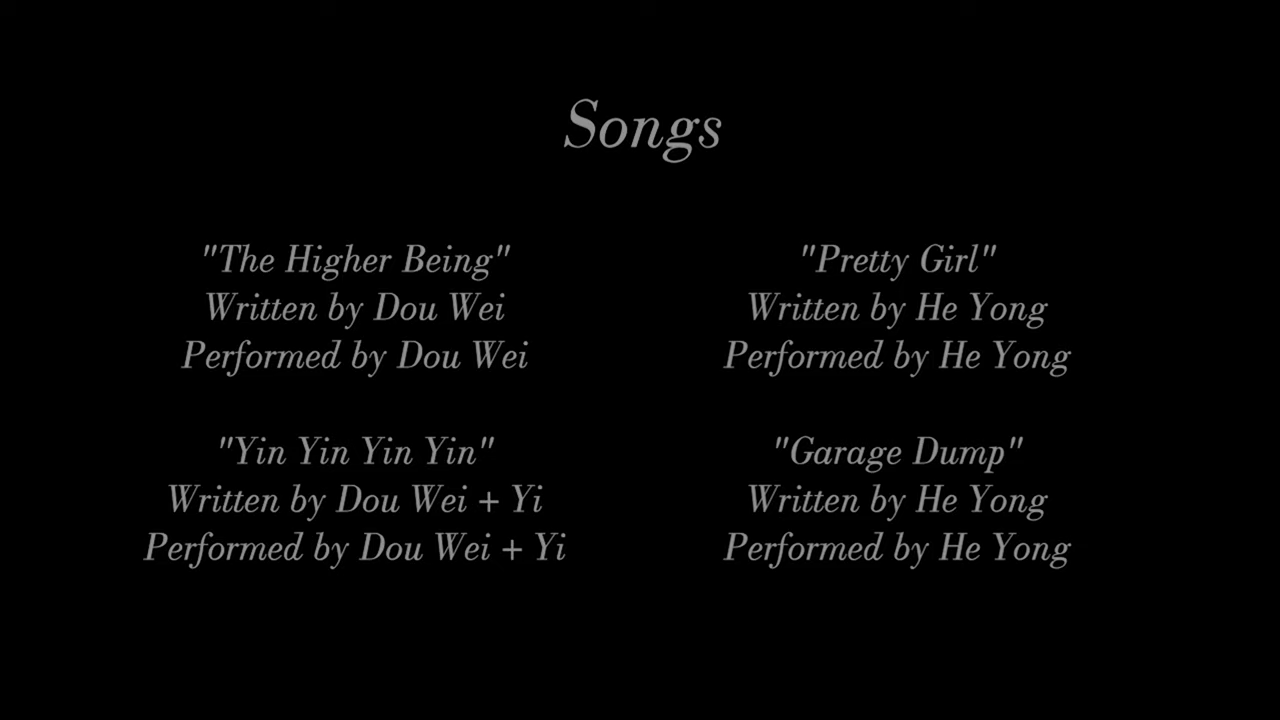 Songs
"The Higher Being"
Written by Dou Wei
Performed by Dou Wei
"Yin Yin Yin Yin"
Written by Dou Wei + Yi
Performed by Dou Wei + Yi
"Pretty Girl"
Written by He Yong
Performed by He Yong
"Garage Dump"
Written by He Yong
Performed by He Yong